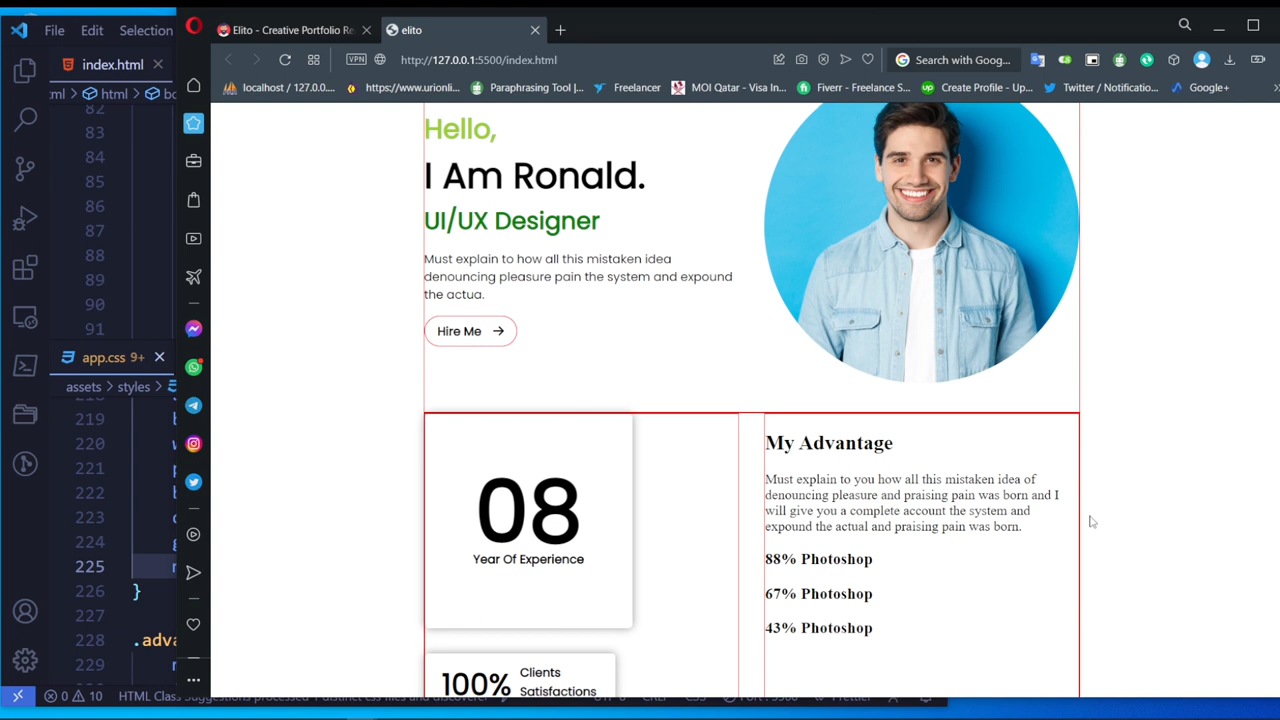 File Edit Selection
index.html
ml > html > bo
82
83
84
85
86
87
88
89
90
91
app.css 9+
assets > styles >
219
220
221
222
223
224
225
226 }
227
228 .adva
229
0 10 HTML Class
Elito - Creative Portfolio Re
elito
VPN http://127.0.0.1:5500/index.html
Search with Goog...
localhost / 127.0.0... https://www.urionli... Paraphrasing Tool |... Freelancer MOI Qatar - Visa In... Fiverr - Freelance S... Create Profile - Up... Twitter / Notificatio... Google+
Hello,
I Am Ronald.
UI/UX Designer
Must explain to how all this mistaken idea
denouncing pleasure pain the system and expound
the actua.
Hire Me
08
Year Of Experience
100% Clients
Satisfactions
My Advantage
Must explain to you how all this mistaken idea of
denouncing pleasure and praising pain was born and I
will give you a complete account the system and
expound the actual and praising pain was born.
88% Photoshop
67% Photoshop
43% Photoshop